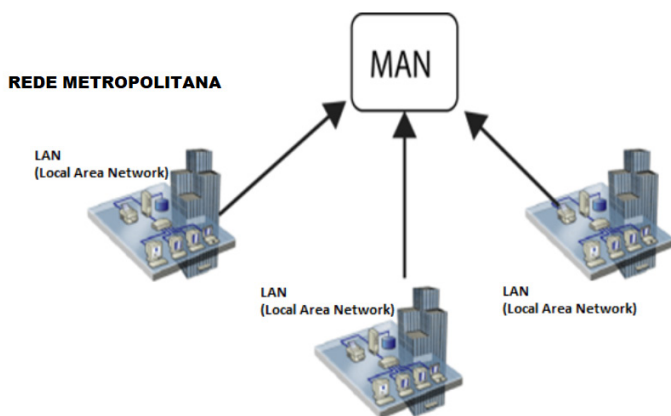 MAN
REDE METROPOLITANA
LAN
(Local Area Network)
LAN
(Local Area Network)
LAN
(Local Area Network)